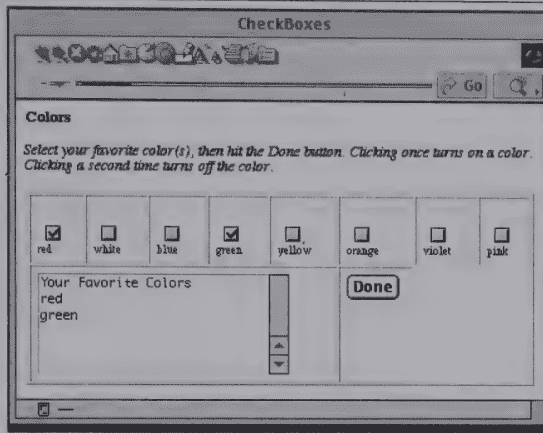 CheckBoxes
Go
Colors
Select your favorite color(s), then hit the Done button. Clicking once turns on a color.
Clicking a second time turns off the color.
red white blue green yellow orange violet pink
Your Favorite Colors
red
green
Done